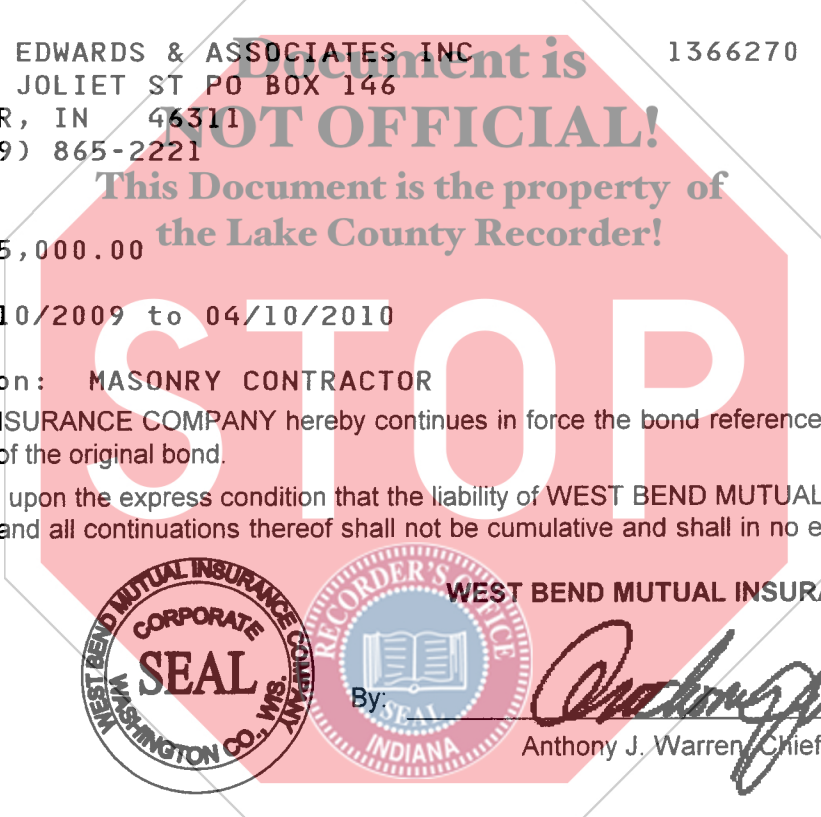 EDWARDS & ASSOCIATES INC 1366270
JOLIET ST PO BOX 146
R, IN 46311
9) 865-2221
5,000.00
10/2009 to 04/10/2010
on: MASONRY CONTRACTOR
NSURANCE COMPANY hereby continues in force the bond reference
of the original bond.
upon the express condition that the liability of WEST BEND MUTUAL
and all continuations thereof shall not be cumulative and shall in no e
WEST BEND MUTUAL INSURA
By:
Anthony J. Warren, Chief
WEST BEND MUTUAL INSURANCE COMPANY
CORPORATE
SEAL
WASHINGTON CO., WIS.
RECORDER'S OFFICE
SEAL
INDIANA
Document is
NOT OFFICIAL!
This Document is the property of
the Lake County Recorder!
STOP